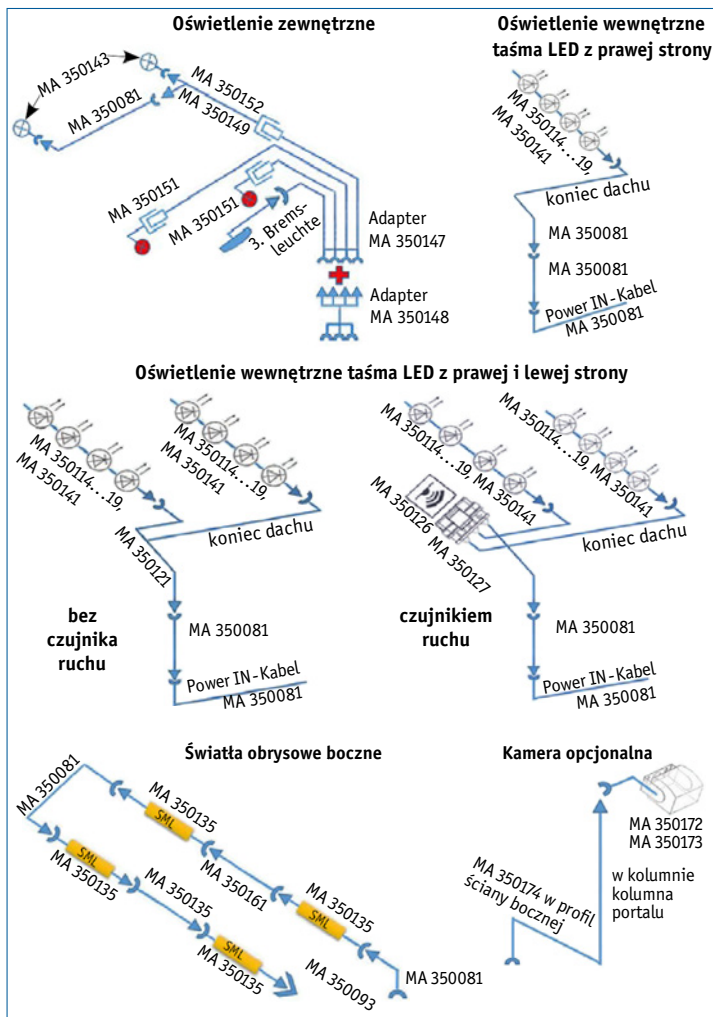 Oświetlenie zewnętrzne
MA 350143
MA 350081
MA 350152
MA 350149
MA 350151
MA 350151
3. Brems-
leuchte
Adapter
MA 350147
Adapter
MA 350148
Oświetlenie wewnętrzne
taśma LED z prawej strony
MA 350114...19,
MA 350141
koniec dachu
MA 350081
MA 350081
Power IN-Kabel
MA 350081
Oświetlenie wewnętrzne taśma LED z prawej i lewej strony
MA 350114...19,
MA 350141
MA 350114...19,
MA 350141
koniec dachu
MA 350121
bez
czujnika
ruchu
MA 350081
Power IN-Kabel
MA 350081
MA 350114...19, MA 350141
MA 350114...19, MA 350141
MA 350126
MA 350127
koniec dachu
czujnikiem
ruchu
MA 350081
Power IN-Kabel
MA 350081
Światła obrysowe boczne
MA 350081
SML
MA 350135
SML
MA 350135
MA 350161
MA 350135
SML
MA 350135
SML
MA 350135
MA 350093
MA 350081
Kamera opcjonalna
MA 350172
MA 350173
MA 350174 w profil
ściany bocznej
w kolumnie
kolumna
portalu